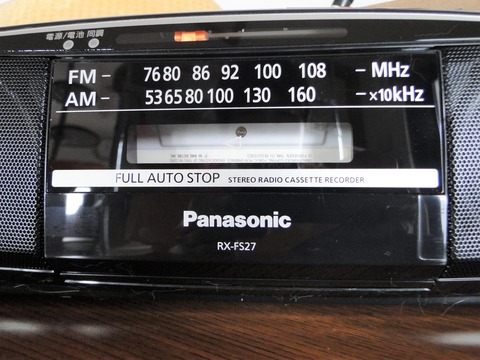 電源/電池 同調
FM - 76 80 86 92 100 108 - MHz
AM - 53 65 80 100 130 160 - x10kHz
FULL AUTO STOP STEREO RADIO CASSETTE RECORDER
Panasonic
RX-FS27